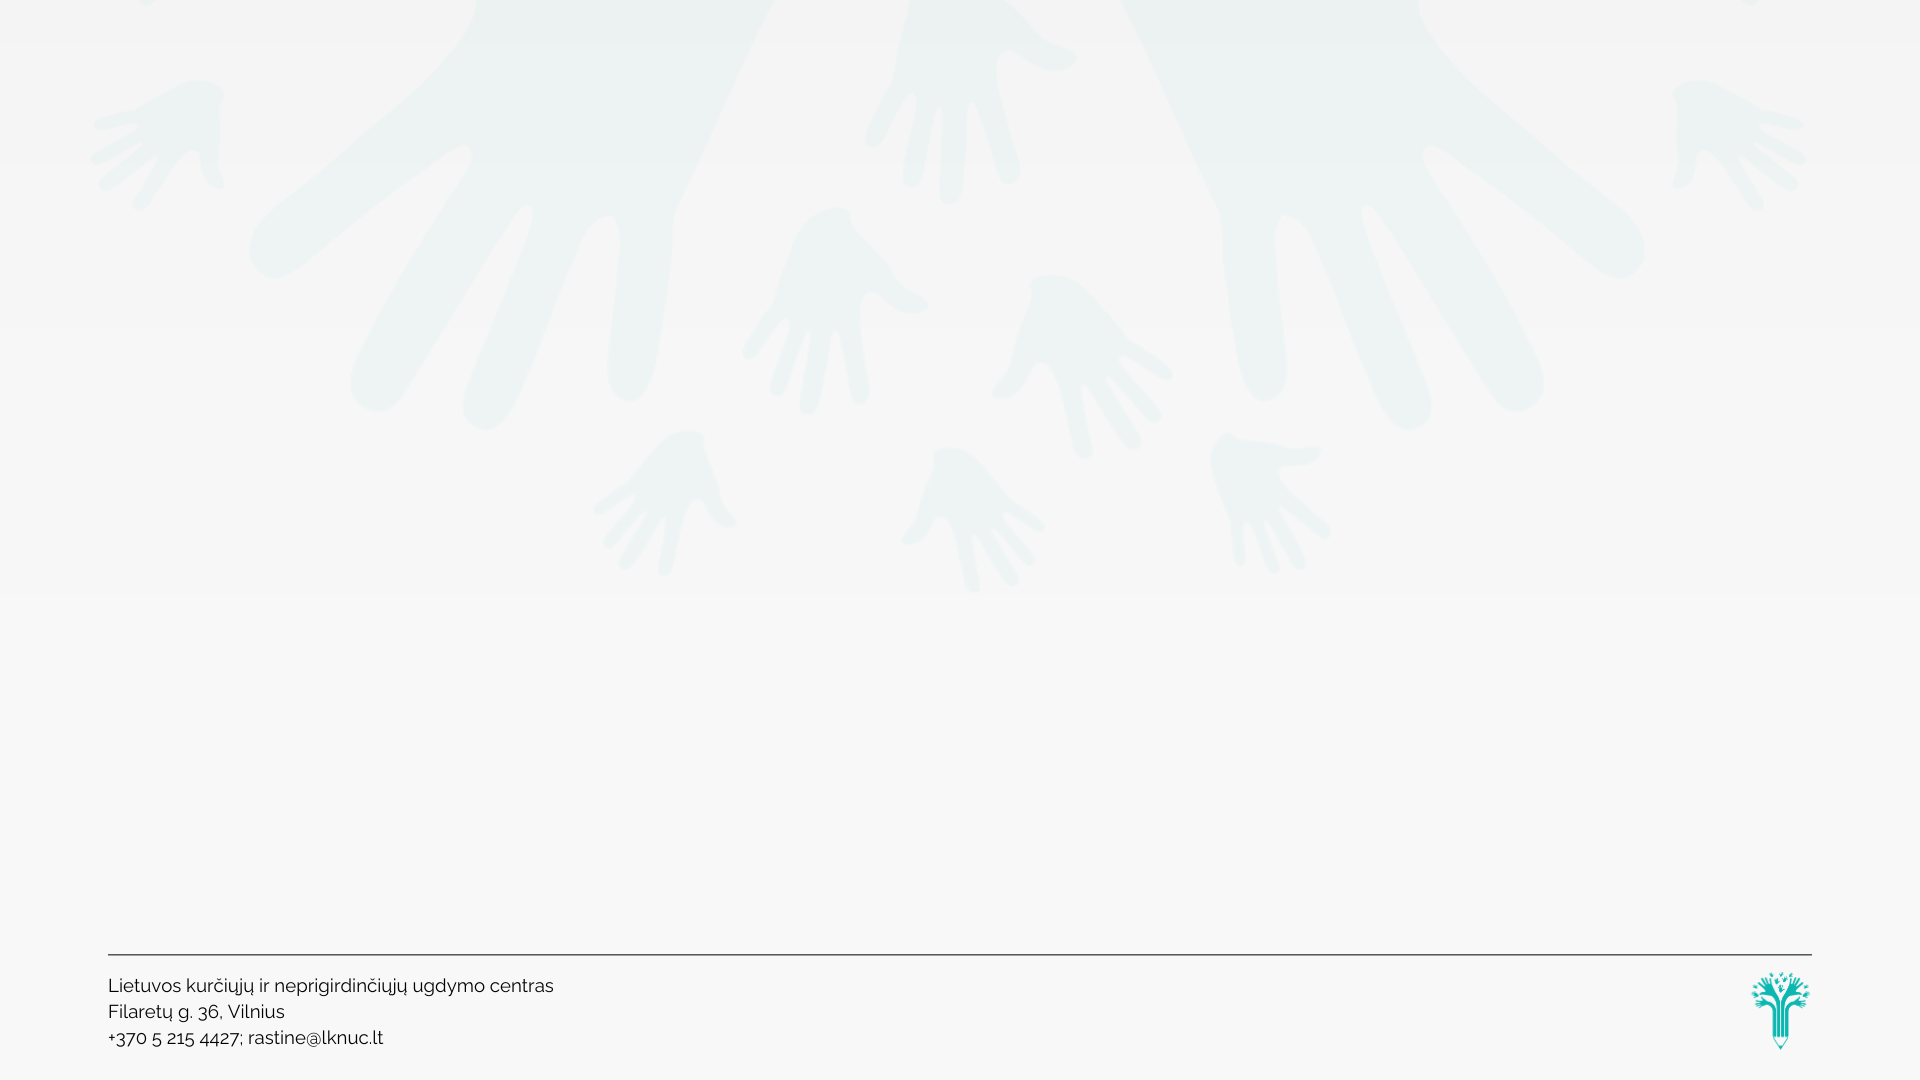 Lietuvos kurčiųjų ir neprigirdinčiųjų ugdymo centras
Filaretų g. 36, Vilnius
+370 5 215 4427; rastine@lknuc.lt